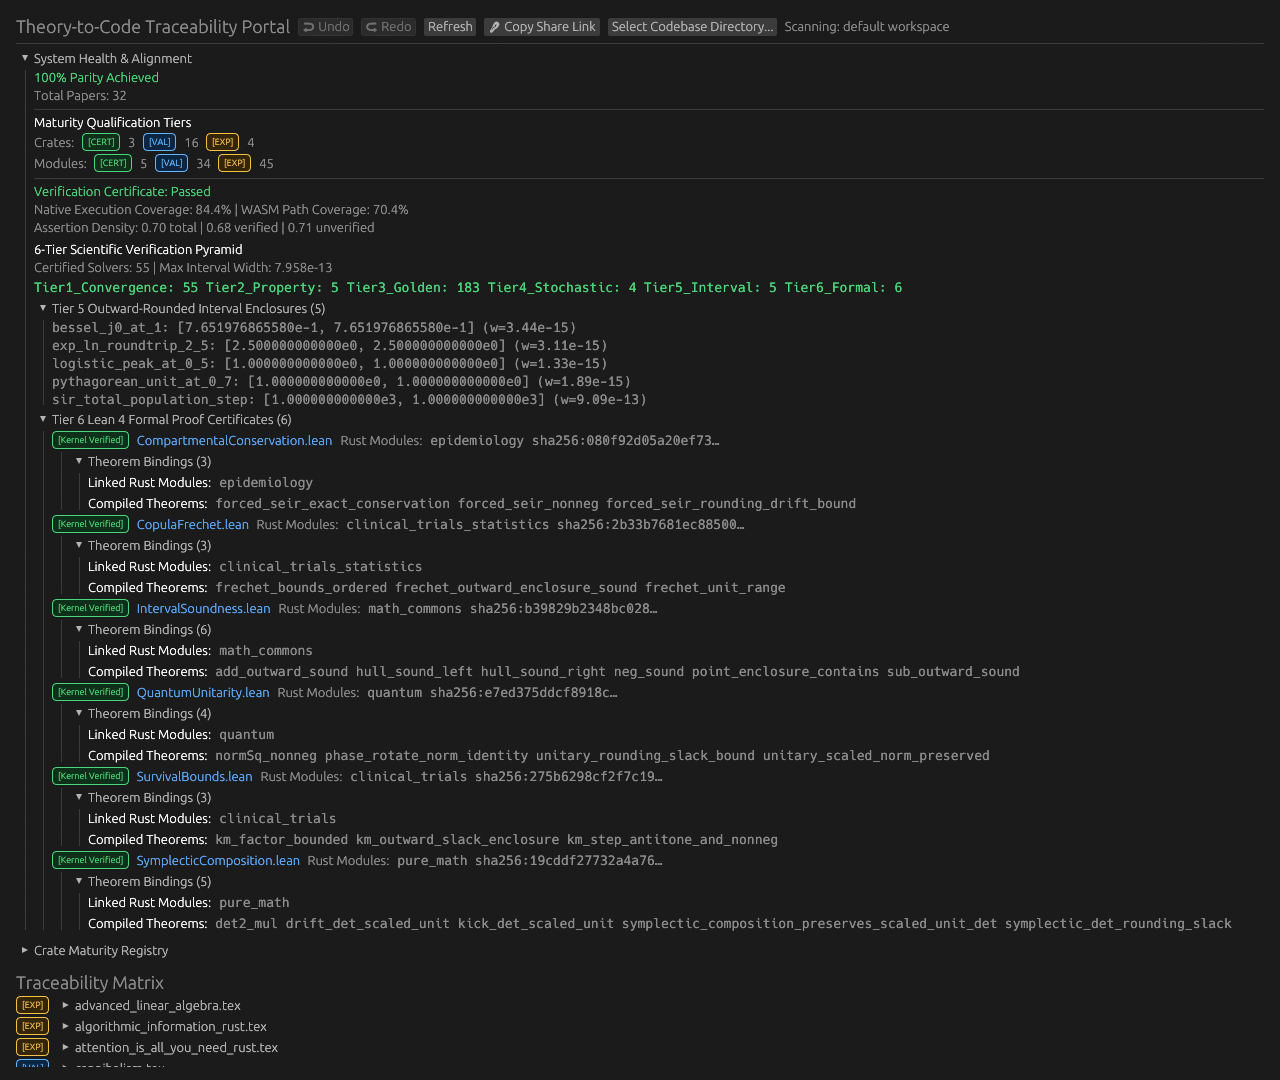 Theory-to-Code Traceability Portal Undo Redo Refresh Copy Share Link Select Codebase Directory... Scanning: default workspace
System Health & Alignment
100% Parity Achieved
Total Papers: 32
Maturity Qualification Tiers
Crates: [CERT] 3 [VAL] 16 [EXP] 4
Modules: [CERT] 5 [VAL] 34 [EXP] 45
Verification Certificate: Passed
Native Execution Coverage: 84.4% | WASM Path Coverage: 70.4%
Assertion Density: 0.70 total | 0.68 verified | 0.71 unverified
6-Tier Scientific Verification Pyramid
Certified Solvers: 55 | Max Interval Width: 7.958e-13
Tier1_Convergence: 55 Tier2_Property: 5 Tier3_Golden: 183 Tier4_Stochastic: 4 Tier5_Interval: 5 Tier6_Formal: 6
Tier 5 Outward-Rounded Interval Enclosures (5)
bessel_j0_at_1: [7.651976865580e-1, 7.651976865580e-1] (w=3.44e-15)
exp_ln_roundtrip_2_5: [2.500000000000e0, 2.500000000000e0] (w=3.11e-15)
logistic_peak_at_0_5: [1.000000000000e0, 1.000000000000e0] (w=1.33e-15)
pythagorean_unit_at_0_7: [1.000000000000e0, 1.000000000000e0] (w=1.89e-15)
sir_total_population_step: [1.000000000000e3, 1.000000000000e3] (w=9.09e-13)
Tier 6 Lean 4 Formal Proof Certificates (6)
[Kernel Verified] CompartmentalConservation.lean Rust Modules: epidemiology sha256:080f92d05a20ef73…
Theorem Bindings (3)
Linked Rust Modules: epidemiology
Compiled Theorems: forced_seir_exact_conservation forced_seir_nonneg forced_seir_rounding_drift_bound
[Kernel Verified] CopulaFrechet.lean Rust Modules: clinical_trials_statistics sha256:2b33b7681ec88500…
Theorem Bindings (3)
Linked Rust Modules: clinical_trials_statistics
Compiled Theorems: frechet_bounds_ordered frechet_outward_enclosure_sound frechet_unit_range
[Kernel Verified] IntervalSoundness.lean Rust Modules: math_commons sha256:b39829b2348bc028…
Theorem Bindings (6)
Linked Rust Modules: math_commons
Compiled Theorems: add_outward_sound hull_sound_left hull_sound_right neg_sound point_enclosure_contains sub_outward_sound
[Kernel Verified] QuantumUnitarity.lean Rust Modules: quantum sha256:e7ed375ddcf8918c…
Theorem Bindings (4)
Linked Rust Modules: quantum
Compiled Theorems: normSq_nonneg phase_rotate_norm_identity unitary_rounding_slack_bound unitary_scaled_norm_preserved
[Kernel Verified] SurvivalBounds.lean Rust Modules: clinical_trials sha256:275b6298cf2f7c19…
Theorem Bindings (3)
Linked Rust Modules: clinical_trials
Compiled Theorems: km_factor_bounded km_outward_slack_enclosure km_step_antitone_and_nonneg
[Kernel Verified] SymplecticComposition.lean Rust Modules: pure_math sha256:19cddf27732a4a76…
Theorem Bindings (5)
Linked Rust Modules: pure_math
Compiled Theorems: det2_mul drift_det_scaled_unit kick_det_scaled_unit symplectic_composition_preserves_scaled_unit_det symplectic_det_rounding_slack
Crate Maturity Registry
Traceability Matrix
[EXP] advanced_linear_algebra.tex
[EXP] algorithmic_information_rust.tex
[EXP] attention_is_all_you_need_rust.tex
[VAL]